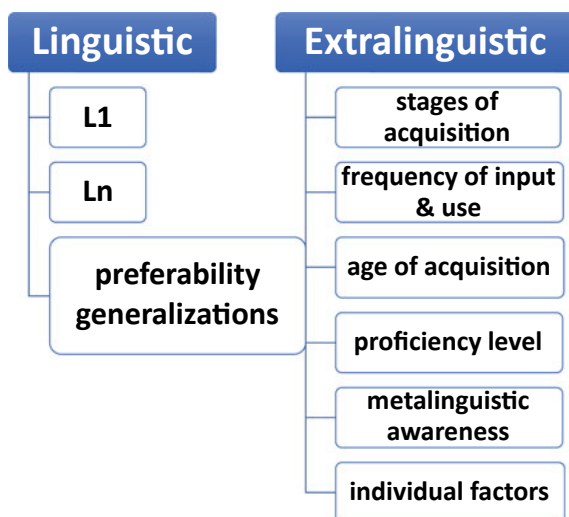 Linguistic
L1
Ln
preferability
generalizations
Extralinguistic
stages of
acquisition
frequency of input
& use
age of acquisition
proficiency level
metalinguistic
awareness
individual factors